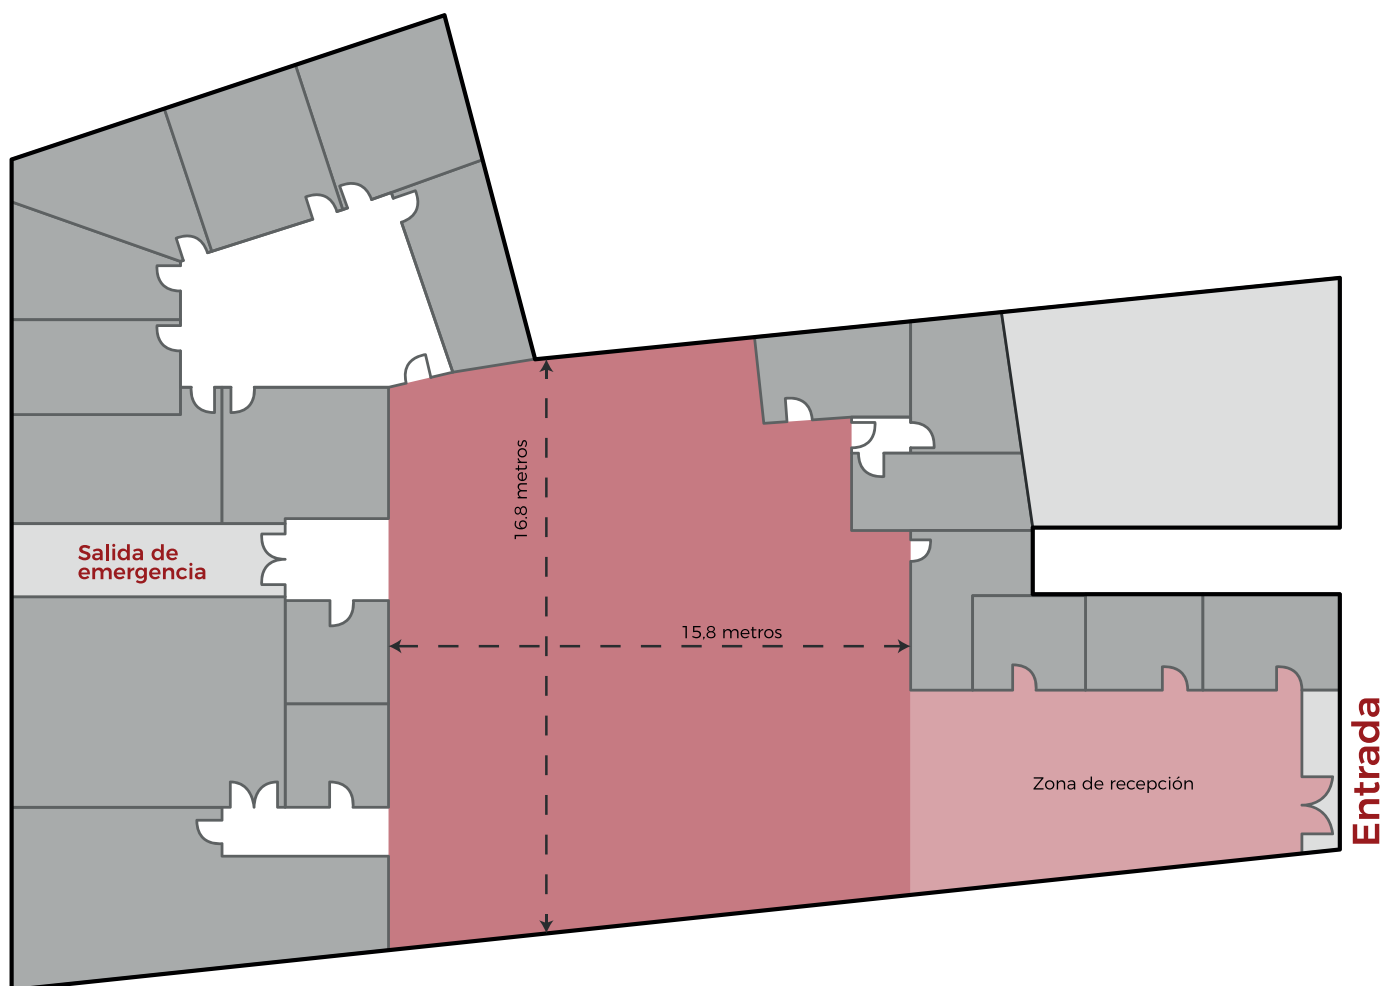 16.8 metros
Salida de
emergencia
15,8 metros
Zona de recepción
Entrada